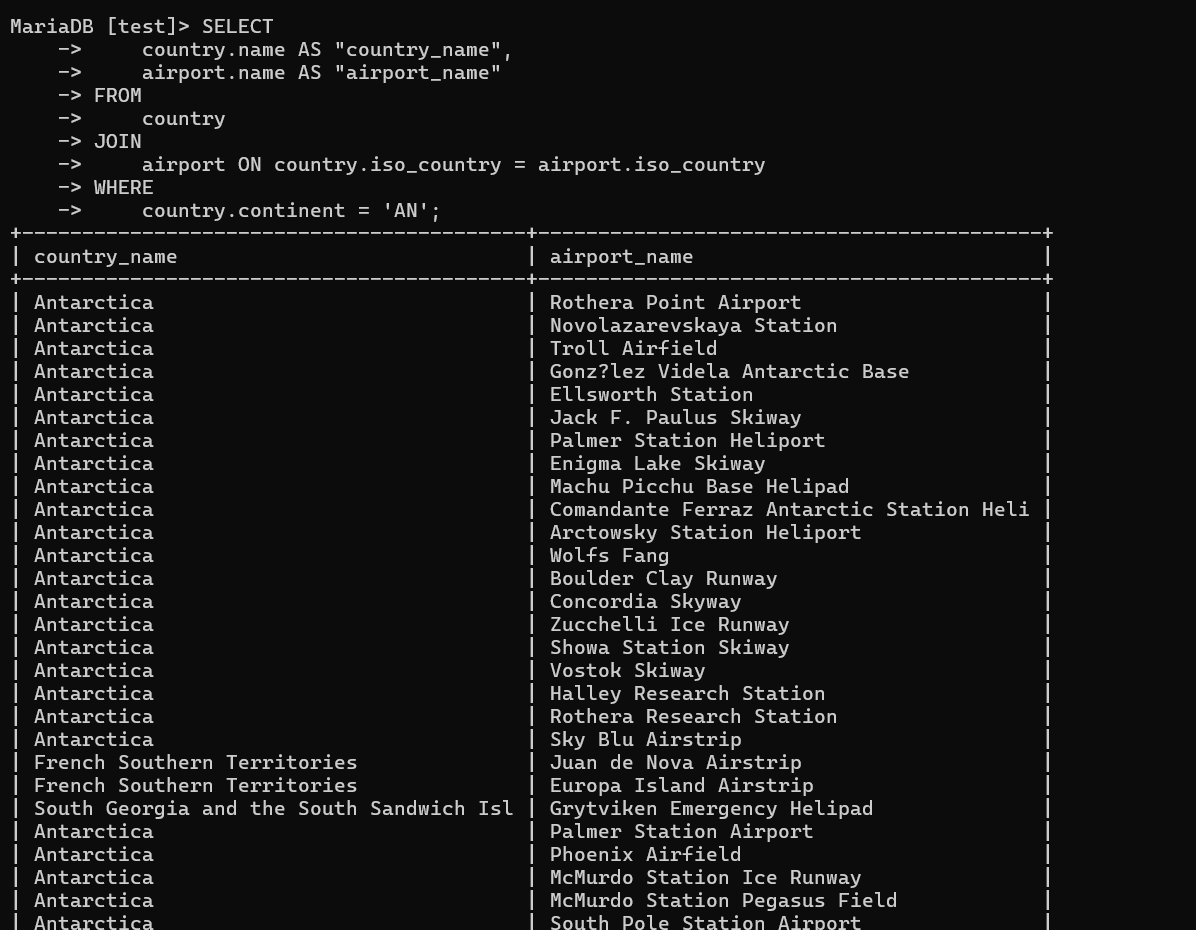 MariaDB [test]> SELECT
    ->     country.name AS "country_name",
    ->     airport.name AS "airport_name"
    -> FROM
    ->     country
    -> JOIN
    ->     airport ON country.iso_country = airport.iso_country
    -> WHERE
    ->     country.continent = 'AN';
+------------------------------------------+------------------------------------------+
| country_name                             | airport_name                             |
+------------------------------------------+------------------------------------------+
| Antarctica                               | Rothera Point Airport                    |
| Antarctica                               | Novolazarevskaya Station                 |
| Antarctica                               | Troll Airfield                           |
| Antarctica                               | Gonz?lez Videla Antarctic Base           |
| Antarctica                               | Ellsworth Station                        |
| Antarctica                               | Jack F. Paulus Skiway                    |
| Antarctica                               | Palmer Station Heliport                  |
| Antarctica                               | Enigma Lake Skiway                       |
| Antarctica                               | Machu Picchu Base Helipad                |
| Antarctica                               | Comandante Ferraz Antarctic Station Heli |
| Antarctica                               | Arctowsky Station Heliport               |
| Antarctica                               | Wolfs Fang                               |
| Antarctica                               | Boulder Clay Runway                      |
| Antarctica                               | Concordia Skyway                         |
| Antarctica                               | Zucchelli Ice Runway                     |
| Antarctica                               | Showa Station Skiway                     |
| Antarctica                               | Vostok Skiway                            |
| Antarctica                               | Halley Research Station                  |
| Antarctica                               | Rothera Research Station                 |
| Antarctica                               | Sky Blu Airstrip                         |
| French Southern Territories              | Juan de Nova Airstrip                    |
| French Southern Territories              | Europa Island Airstrip                   |
| South Georgia and the South Sandwich Isl | Grytviken Emergency Helipad              |
| Antarctica                               | Palmer Station Airport                   |
| Antarctica                               | Phoenix Airfield                         |
| Antarctica                               | McMurdo Station Ice Runway               |
| Antarctica                               | McMurdo Station Pegasus Field            |
| Antarctica                               | South Pole Station Airport               |